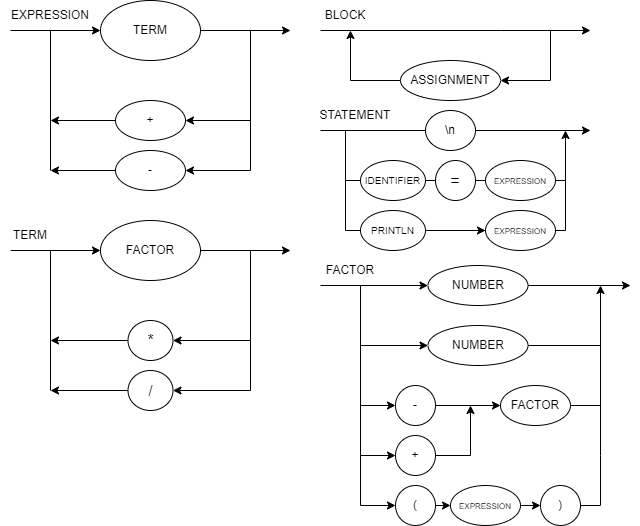 EXPRESSION
TERM
+
-
TERM
FACTOR
*
/
BLOCK
ASSIGNMENT
STATEMENT
\n
IDENTIFIER = EXPRESSION
PRINTLN EXPRESSION
FACTOR
NUMBER
NUMBER
- FACTOR
+
( EXPRESSION )